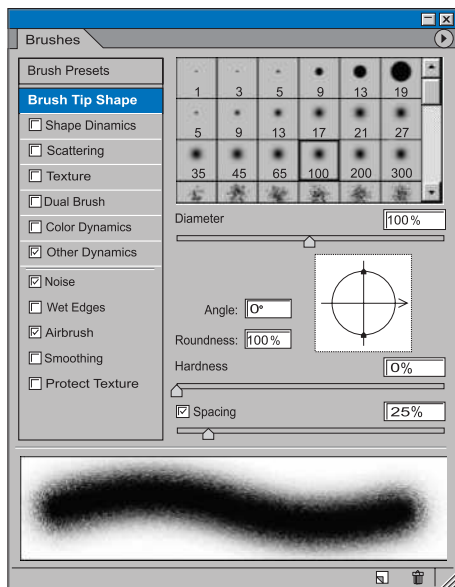 Brushes
Brush Presets
Brush Tip Shape
Shape Dinamics
Scattering
Texture
Dual Brush
Color Dynamics
Other Dynamics
Noise
Wet Edges
Airbrush
Smoothing
Protect Texture
1 3 5 9 13 19
5 9 13 17 21 27
35 45 65 100 200 300
Diameter 100%
Angle: 0°
Roundness: 100%
Hardness 0%
Spacing 25%